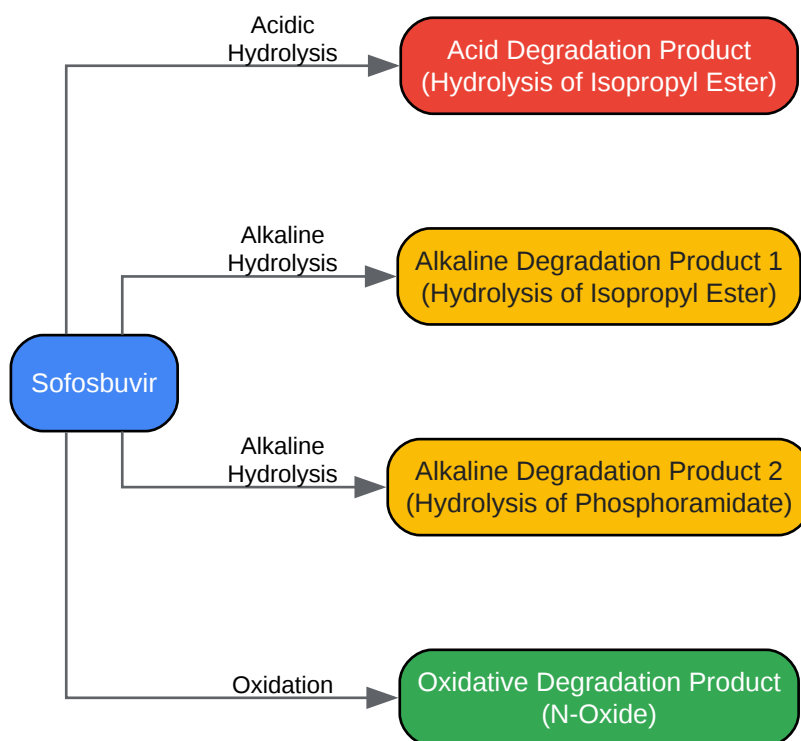 Acidic
Hydrolysis
Acid Degradation Product
(Hydrolysis of Isopropyl Ester)
Alkaline
Hydrolysis
Alkaline Degradation Product 1
(Hydrolysis of Isopropyl Ester)
Sofosbuvir
Alkaline
Hydrolysis
Alkaline Degradation Product 2
(Hydrolysis of Phosphoramidate)
Oxidation
Oxidative Degradation Product
(N-Oxide)